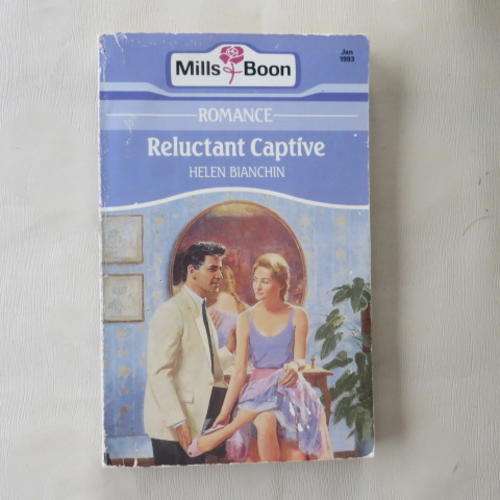 Mills & Boon
Jan
1993
ROMANCE
Reluctant Captive
HELEN BIANCHIN